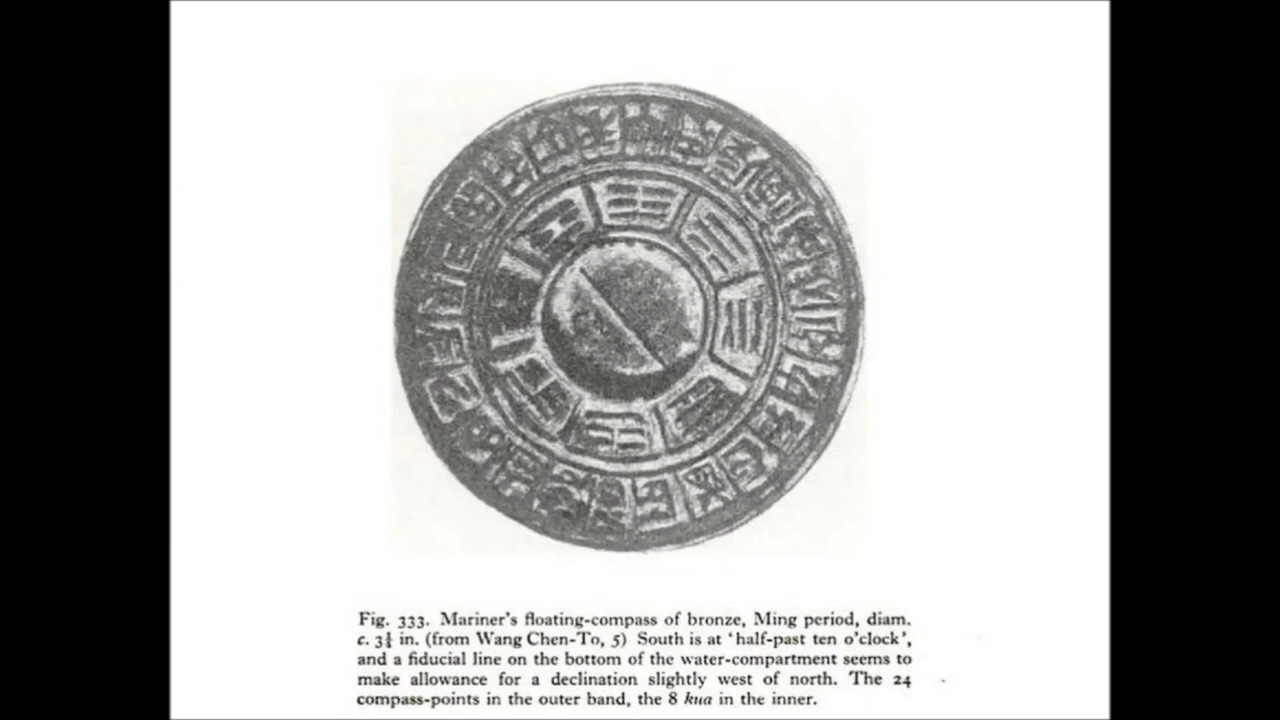 Fig. 333. Mariner's floating-compass of bronze, Ming period, diam.
c. 3¼ in. (from Wang Chen-To, 5) South is at 'half-past ten o'clock',
and a fiducial line on the bottom of the water-compartment seems to
make allowance for a declination slightly west of north. The 24
compass-points in the outer band, the 8 kua in the inner.